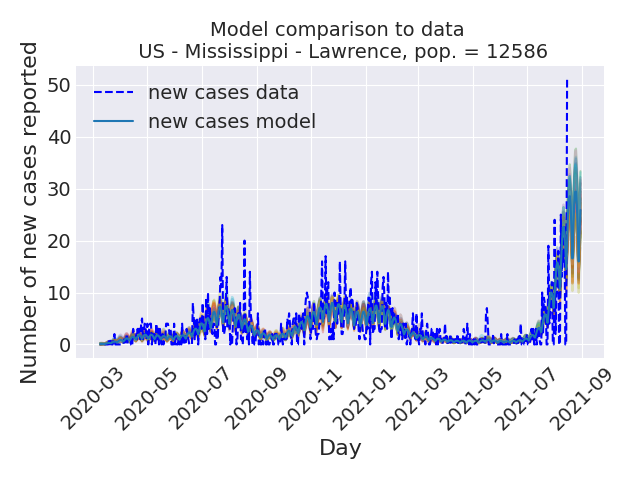 Model comparison to data
US - Mississippi - Lawrence, pop. = 12586
Number of new cases reported
50
40
30
20
10
0
new cases data
new cases model
2020-03
2020-05
2020-07
2020-09
2020-11
2021-01
2021-03
2021-05
2021-07
2021-09
Day